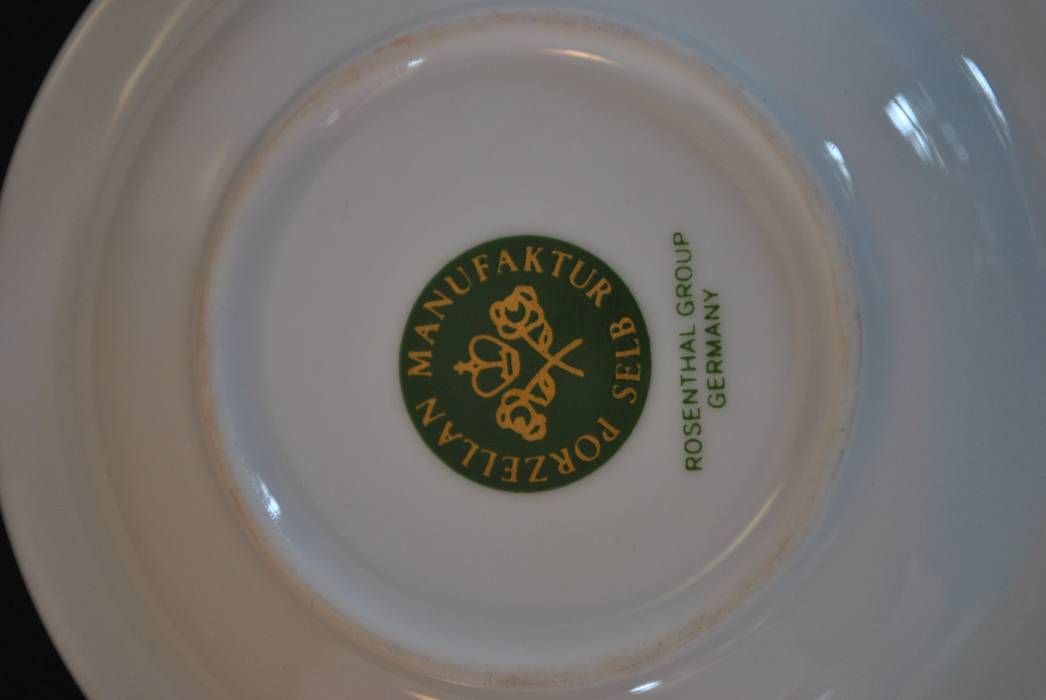 PORZELLAN MANUFAKTUR SELB
ROSENTHAL GROUP
GERMANY